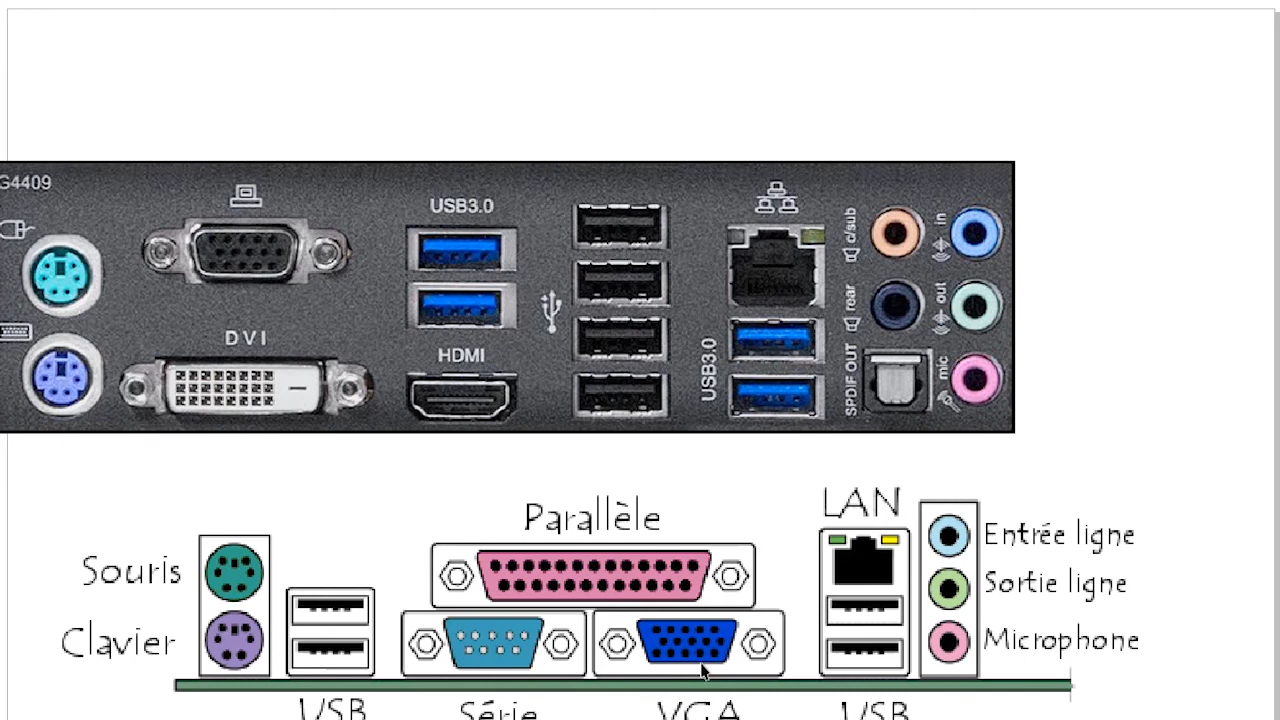 G4409
USB3.0
DVI
HDMI
USB3.0
c/sub
in
rear
out
SPDIF OUT
mic
Parallèle
LAN
Souris
Clavier
Entrée ligne
Sortie ligne
Microphone
USB
Série
VGA
USB